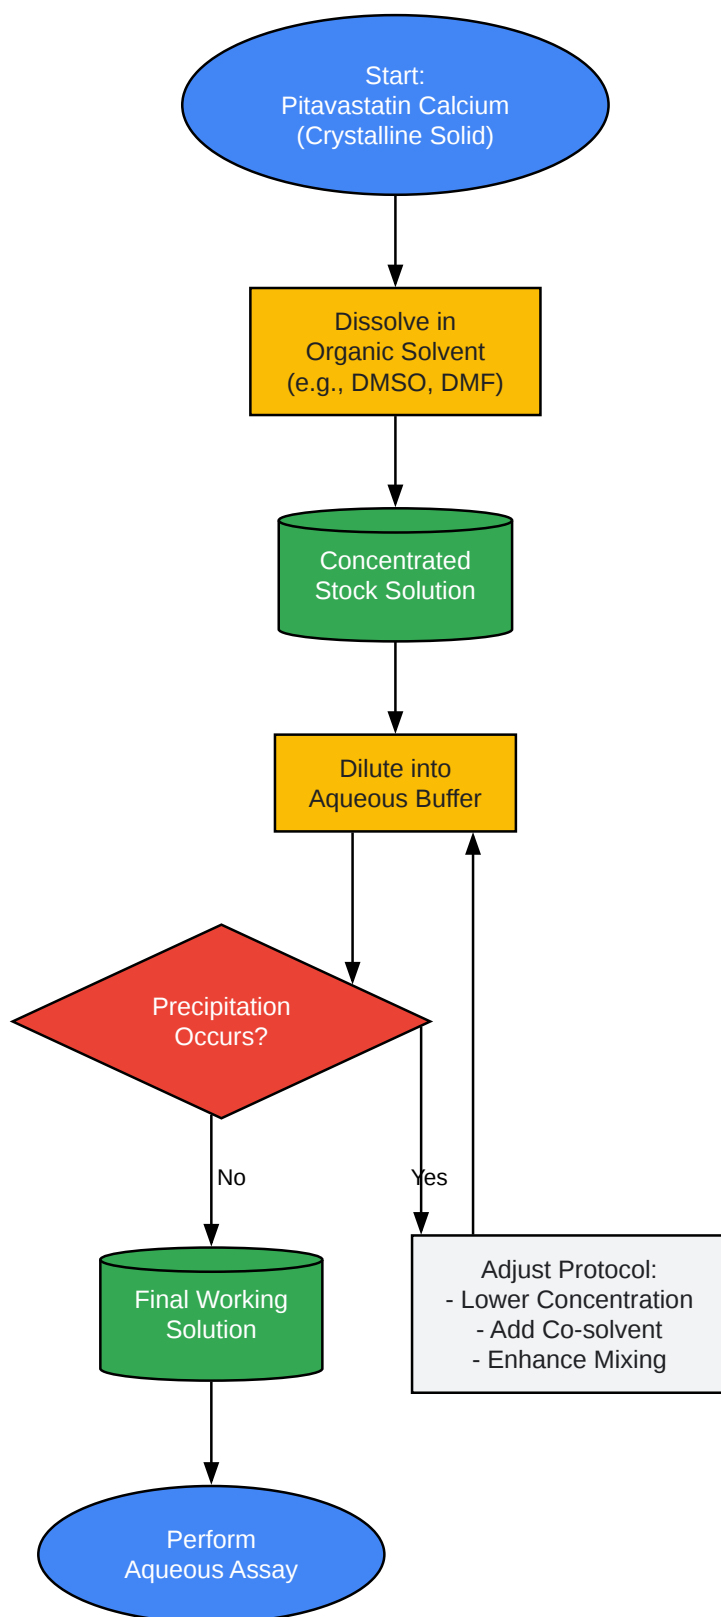 Start:
Pitavastatin Calcium
(Crystalline Solid)
Dissolve in
Organic Solvent
(e.g., DMSO, DMF)
Concentrated
Stock Solution
Dilute into
Aqueous Buffer
Precipitation
Occurs?
No
Yes
Final Working
Solution
Adjust Protocol:
- Lower Concentration
- Add Co-solvent
- Enhance Mixing
Perform
Aqueous Assay